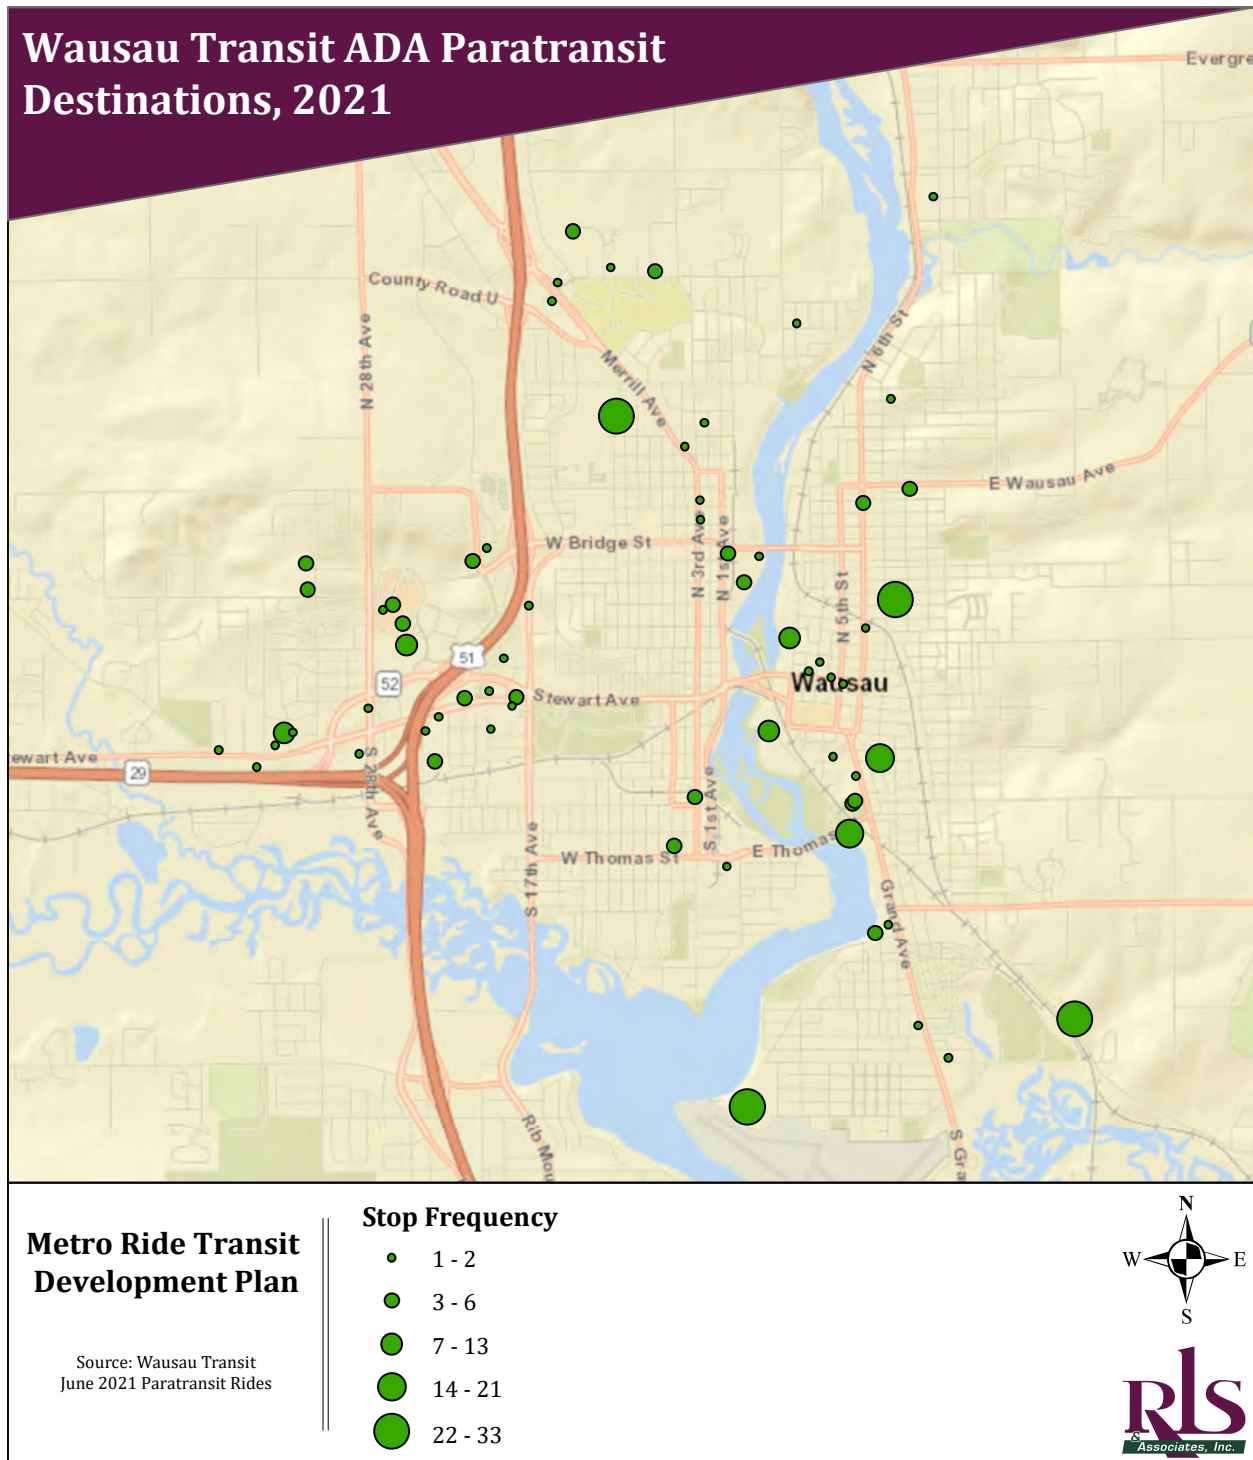 Wausau Transit ADA Paratransit
Destinations, 2021
Evergre
County Road U
N 28th Ave
Merrill Ave
N 6th St
E Wausau Ave
W Bridge St
N 3rd Ave
N 1st Ave
N 5th St
51
52
Wausau
Stewart Ave
tewart Ave
29
S 28th Ave
S 1st Ave
S 17th Ave
W Thomas St
E Thomas
Grand Ave
Rib Mou
S Gra
Metro Ride Transit
Development Plan
Source: Wausau Transit
June 2021 Paratransit Rides
Stop Frequency
1 - 2
3 - 6
7 - 13
14 - 21
22 - 33
N
W
E
S
RLS
& Associates, Inc.